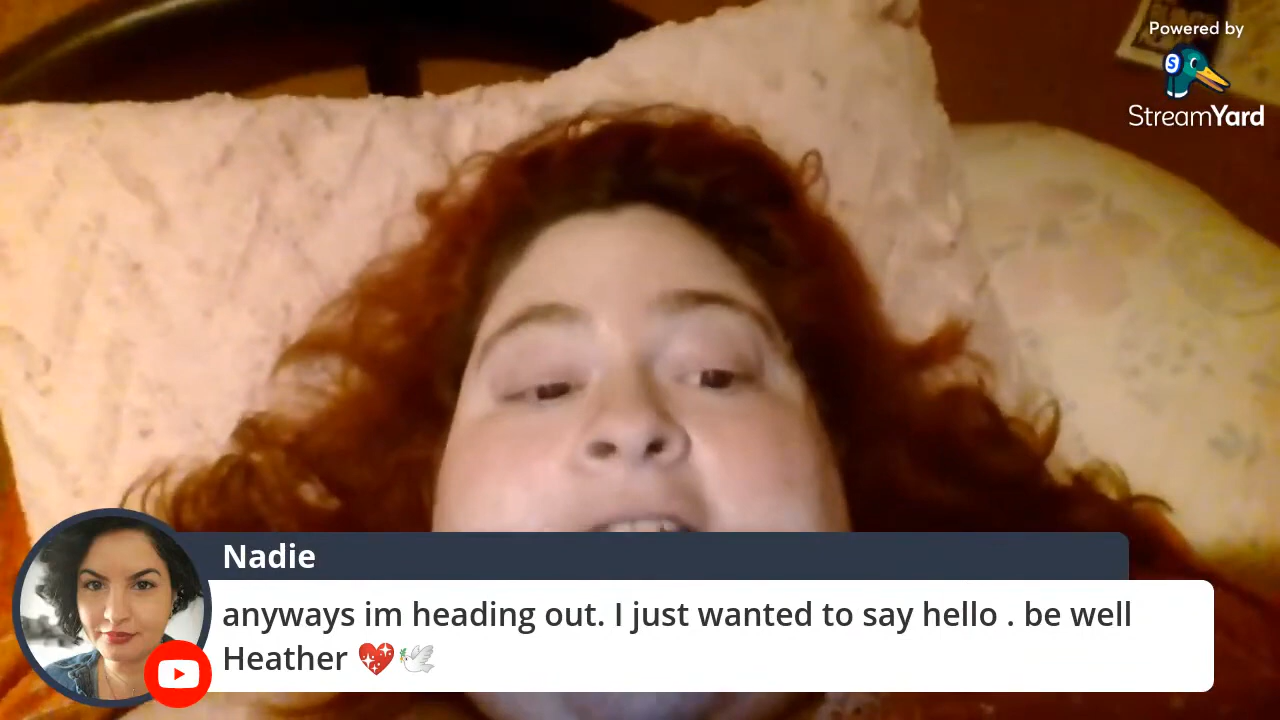 Powered by
S
StreamYard
Nadie
anyways im heading out. I just wanted to say hello . be well
Heather 💖🕊️